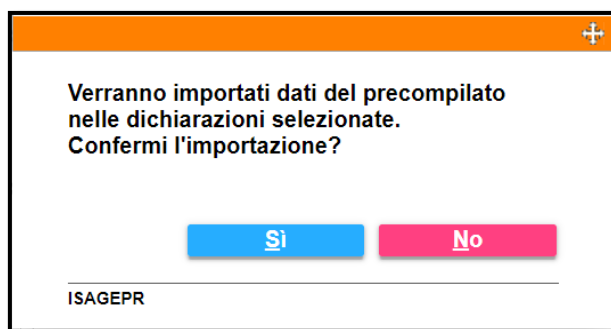 Verranno importati dati del precompilato
nelle dichiarazioni selezionate.
Confermi l'importazione?
Sì No
ISAGEPR